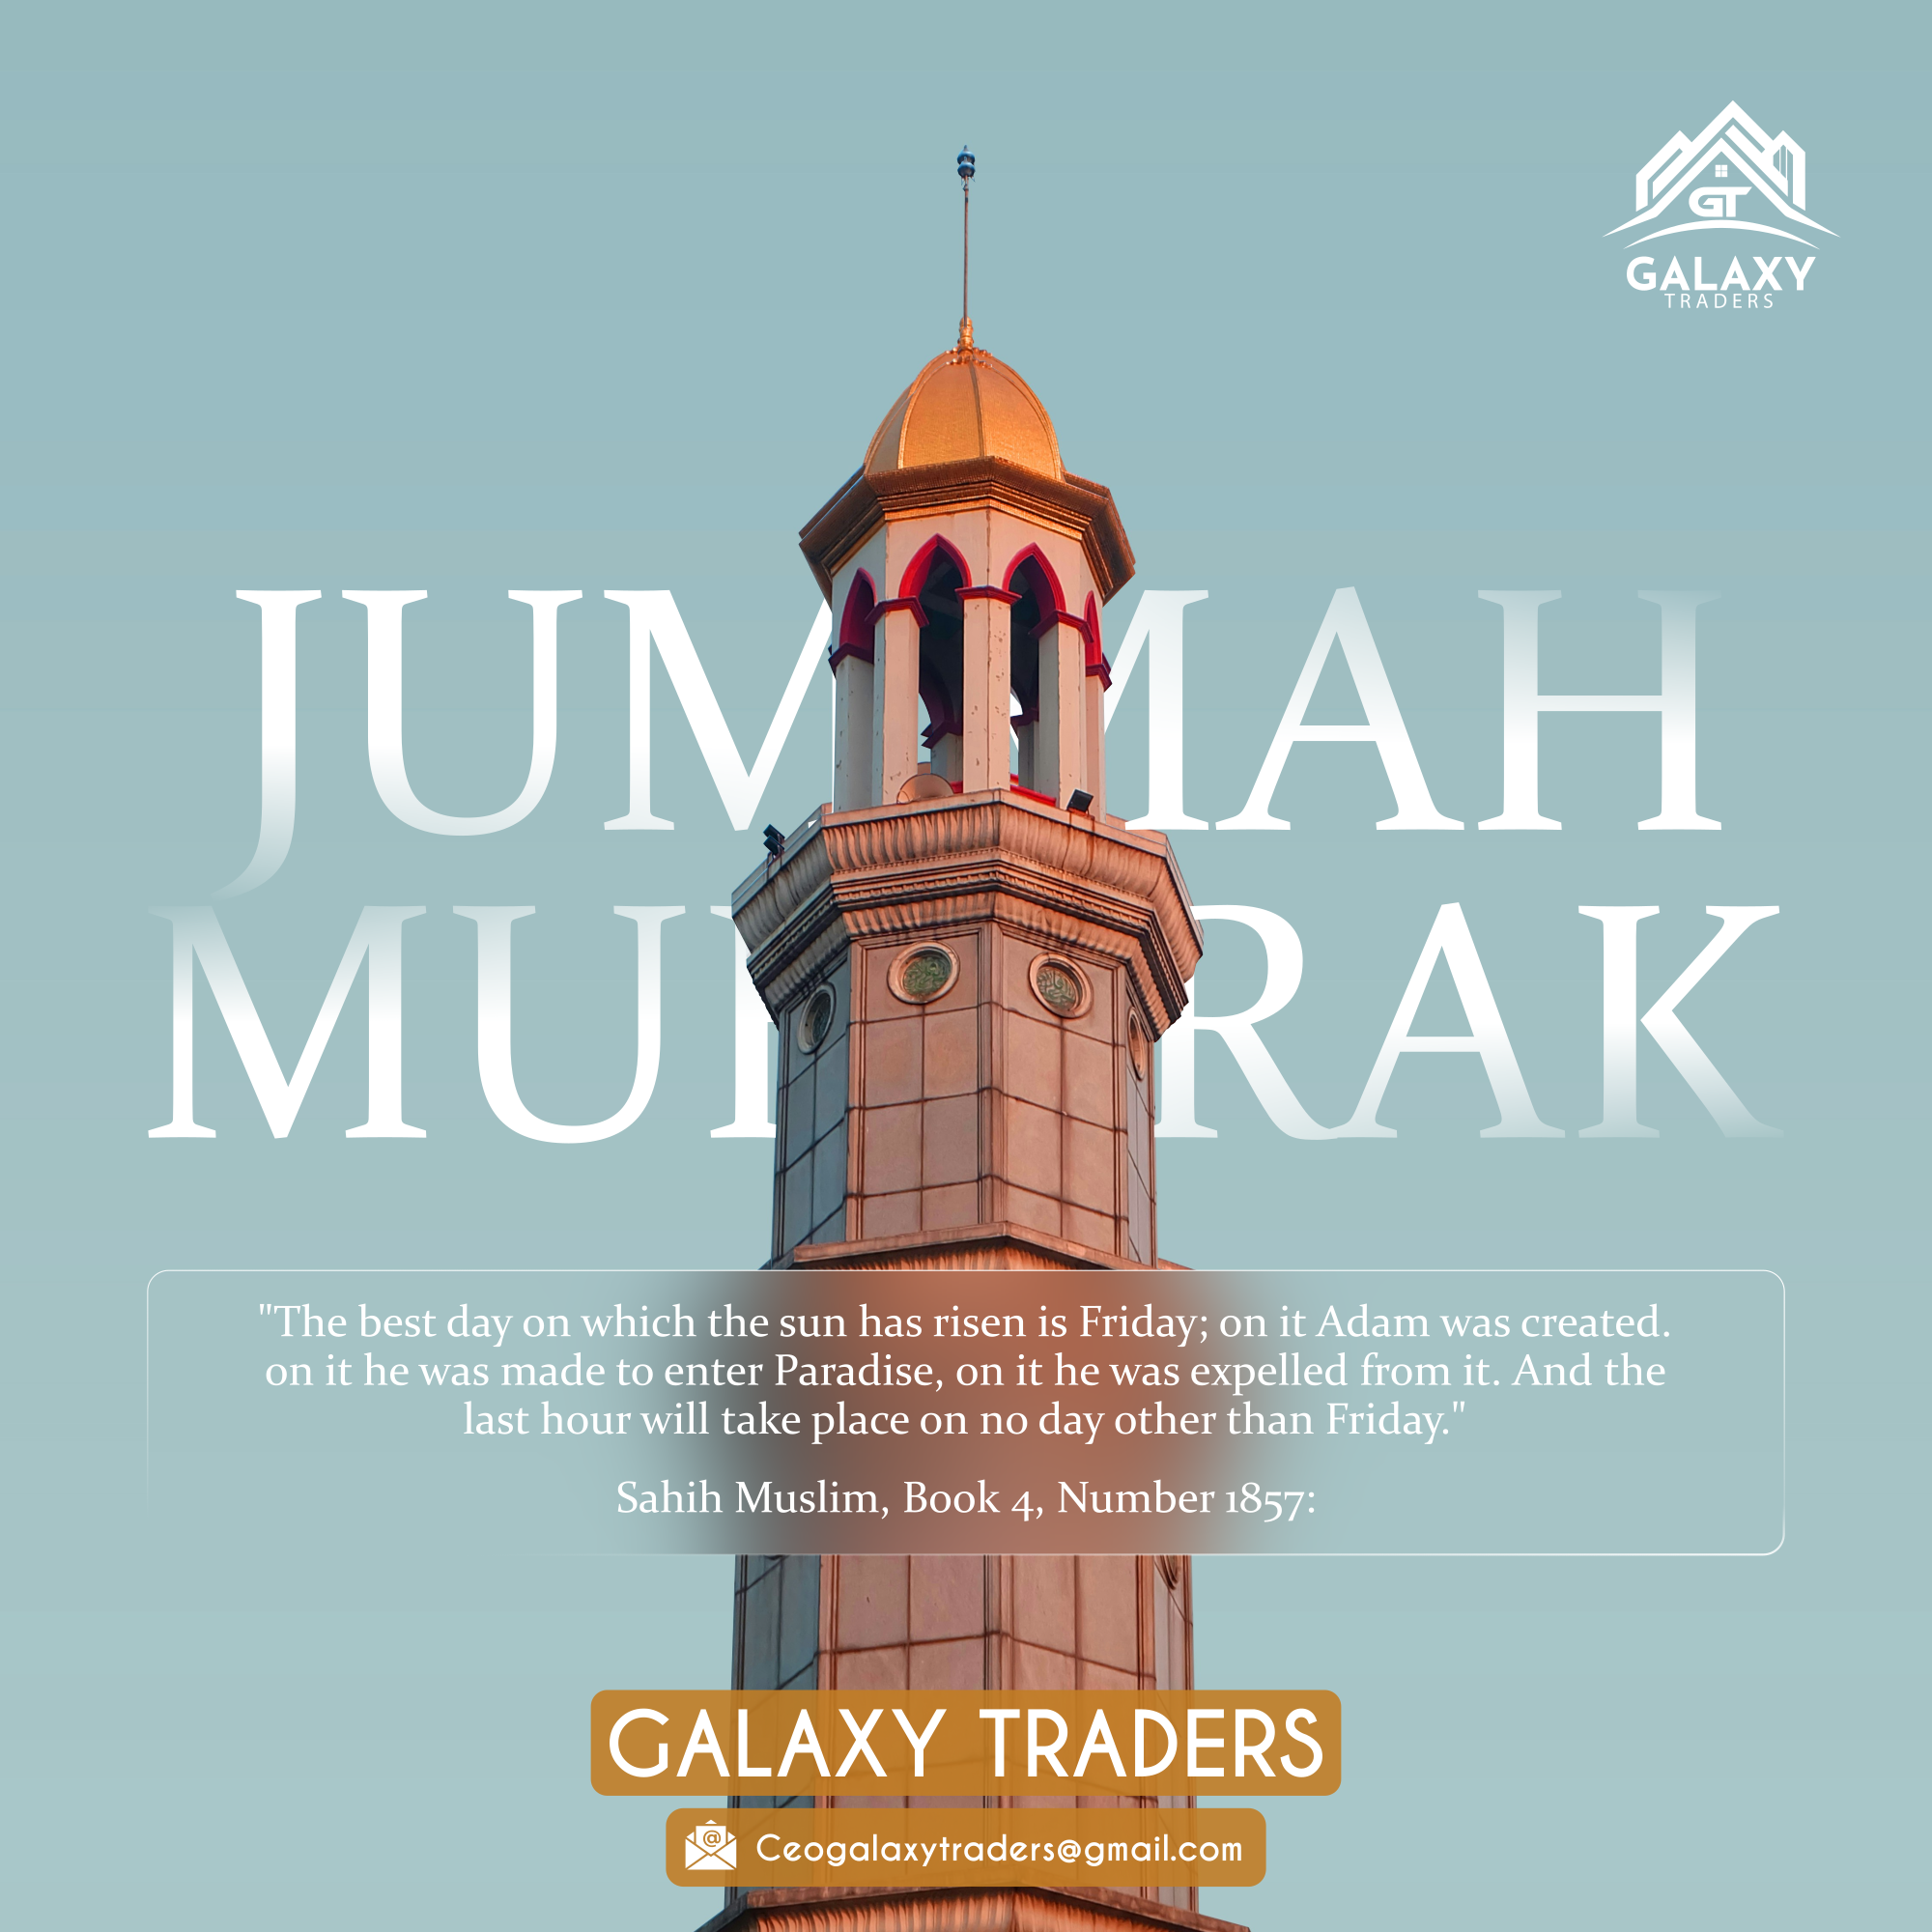 GT
GALAXY
TRADERS
JUMMAH
MUBARAK
"The best day on which the sun has risen is Friday; on it Adam was created.
on it he was made to enter Paradise, on it he was expelled from it. And the
last hour will take place on no day other than Friday."
Sahih Muslim, Book 4, Number 1857:
GALAXY TRADERS
Ceogalaxytraders@gmail.com